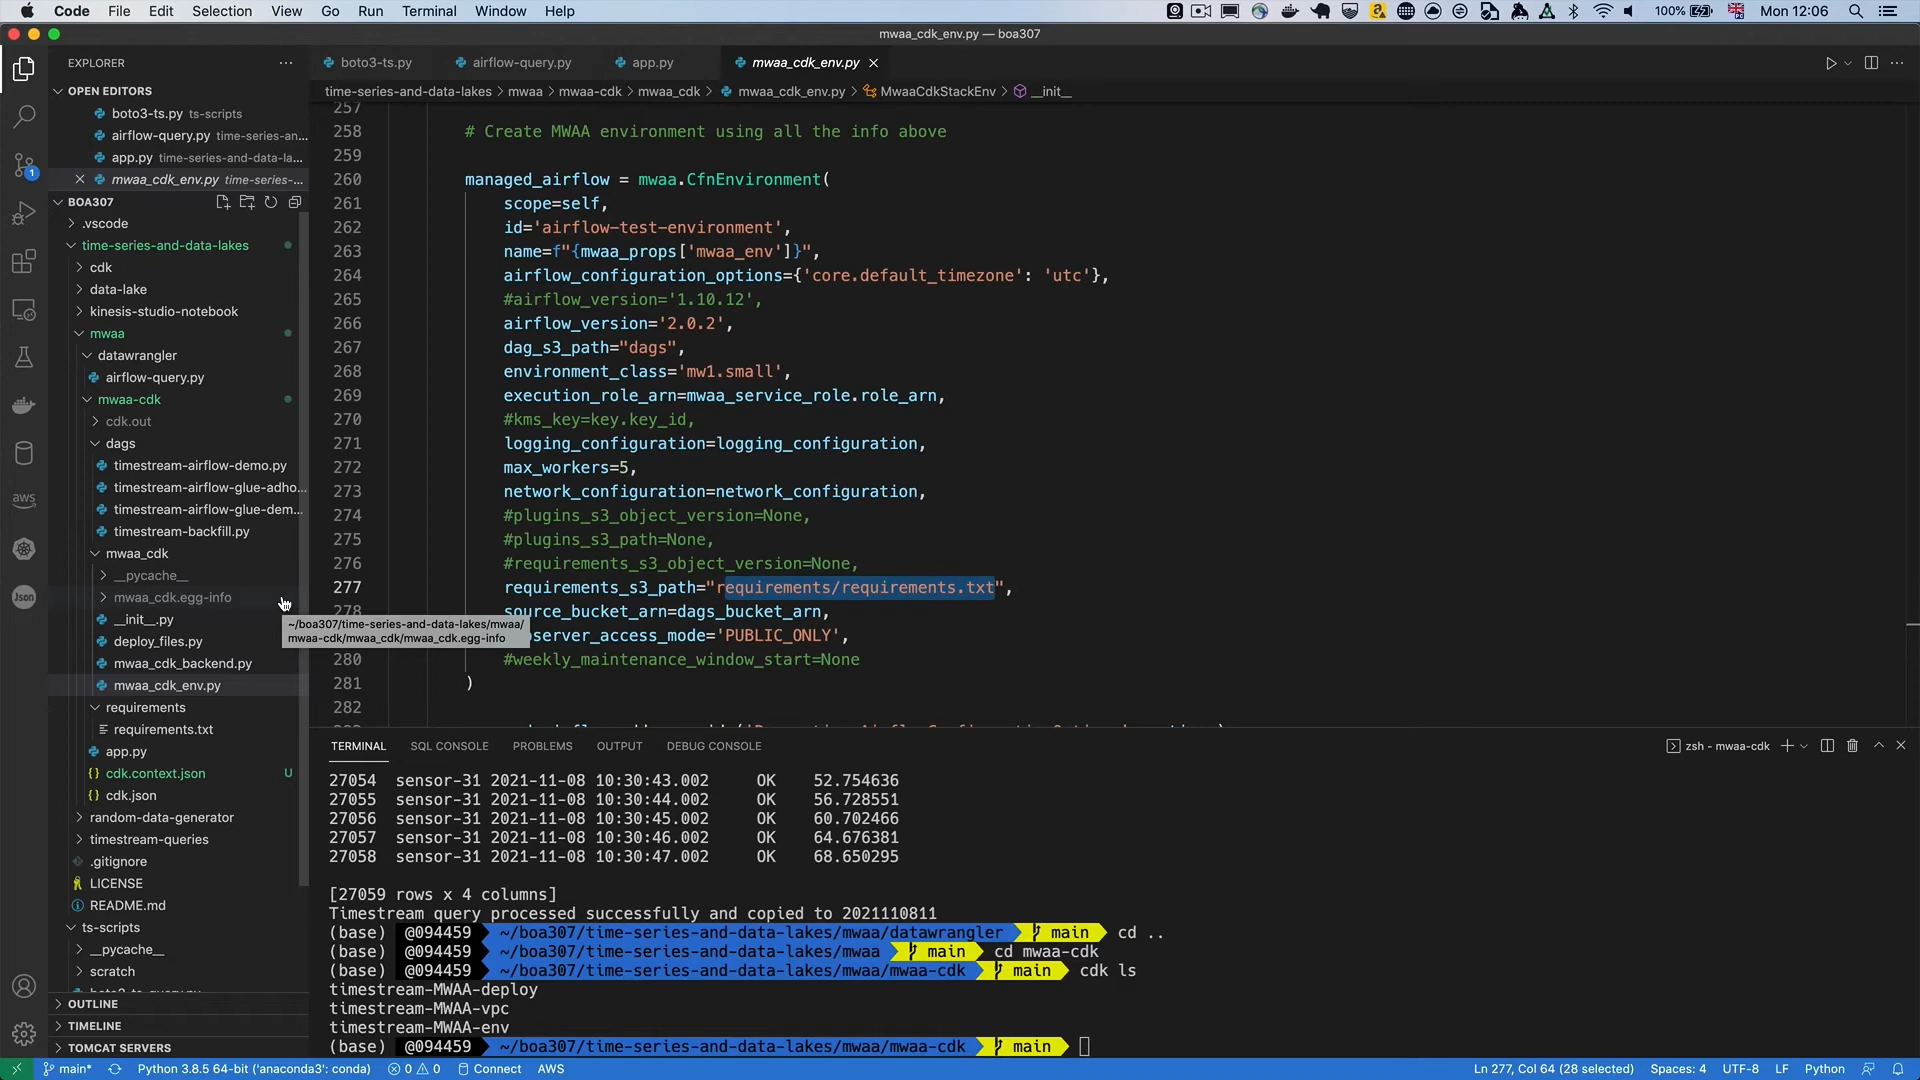 Code File Edit Selection View Go Run Terminal Window Help
100% Mon 12:06
mwaa_cdk_env.py — boa307
EXPLORER
boto3-ts.py airflow-query.py app.py mwaa_cdk_env.py
time-series-and-data-lakes > mwaa > mwaa-cdk > mwaa_cdk > mwaa_cdk_env.py > MwaaCdkStackEnv > __init__
OPEN EDITORS
boto3-ts.py ts-scripts
airflow-query.py time-series-an...
app.py time-series-and-data-la...
mwaa_cdk_env.py time-series-...
BOA307
.vscode
time-series-and-data-lakes
cdk
data-lake
kinesis-studio-notebook
mwaa
datawrangler
airflow-query.py
mwaa-cdk
cdk.out
dags
timestream-airflow-demo.py
timestream-airflow-glue-adho...
timestream-airflow-glue-dem...
timestream-backfill.py
mwaa_cdk
__pycache__
mwaa_cdk.egg-info
__init__.py
deploy_files.py
mwaa_cdk_backend.py
mwaa_cdk_env.py
requirements
requirements.txt
app.py
cdk.context.json U
cdk.json
random-data-generator
timestream-queries
.gitignore
LICENSE
README.md
ts-scripts
__pycache__
scratch
OUTLINE
TIMELINE
TOMCAT SERVERS
1
aws
Json
~/boa307/time-series-and-data-lakes/mwaa/
mwaa-cdk/mwaa_cdk/mwaa_cdk.egg-info
257
258 # Create MWAA environment using all the info above
259
260 managed_airflow = mwaa.CfnEnvironment(
261 scope=self,
262 id='airflow-test-environment',
263 name=f"{mwaa_props['mwaa_env']}",
264 airflow_configuration_options={'core.default_timezone': 'utc'},
265 #airflow_version='1.10.12',
266 airflow_version='2.0.2',
267 dag_s3_path="dags",
268 environment_class='mw1.small',
269 execution_role_arn=mwaa_service_role.role_arn,
270 #kms_key=key.key_id,
271 logging_configuration=logging_configuration,
272 max_workers=5,
273 network_configuration=network_configuration,
274 #plugins_s3_object_version=None,
275 #plugins_s3_path=None,
276 #requirements_s3_object_version=None,
277 requirements_s3_path="requirements/requirements.txt",
278 source_bucket_arn=dags_bucket_arn,
bserver_access_mode='PUBLIC_ONLY',
280 #weekly_maintenance_window_start=None
281 )
282
TERMINAL SQL CONSOLE PROBLEMS OUTPUT DEBUG CONSOLE
zsh - mwaa-cdk
27054 sensor-31 2021-11-08 10:30:43.002 OK 52.754636
27055 sensor-31 2021-11-08 10:30:44.002 OK 56.728551
27056 sensor-31 2021-11-08 10:30:45.002 OK 60.702466
27057 sensor-31 2021-11-08 10:30:46.002 OK 64.676381
27058 sensor-31 2021-11-08 10:30:47.002 OK 68.650295
[27059 rows x 4 columns]
Timestream query processed successfully and copied to 2021110811
(base) @094459 ~/boa307/time-series-and-data-lakes/mwaa/datawrangler main cd ..
(base) @094459 ~/boa307/time-series-and-data-lakes/mwaa main cd mwaa-cdk
(base) @094459 ~/boa307/time-series-and-data-lakes/mwaa/mwaa-cdk main cdk ls
timestream-MWAA-deploy
timestream-MWAA-vpc
timestream-MWAA-env
(base) @094459 ~/boa307/time-series-and-data-lakes/mwaa/mwaa-cdk main
main* Python 3.8.5 64-bit ('anaconda3': conda) 0 0 Connect AWS
Ln 277, Col 64 (28 selected) Spaces: 4 UTF-8 LF Python